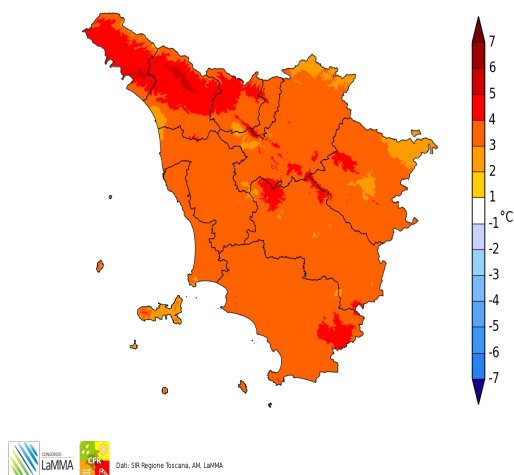 7
6
5
4
3
2
1
-1
°C
-2
-3
-4
-5
-6
-7
CONSORZIO
LaMMA
CFR
Dati: SIR Regione Toscana, AM, LaMMA